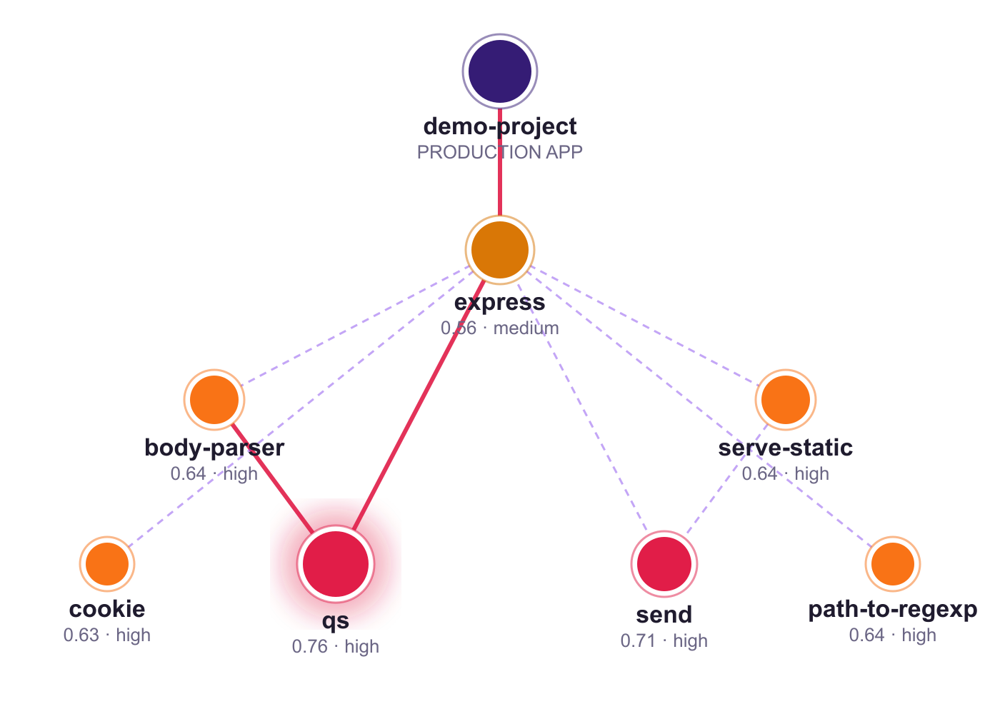 demo-project
PRODUCTION APP
express
0.56 · medium
body-parser
0.64 · high
serve-static
0.64 · high
cookie
0.63 · high
qs
0.76 · high
send
0.71 · high
path-to-regexp
0.64 · high